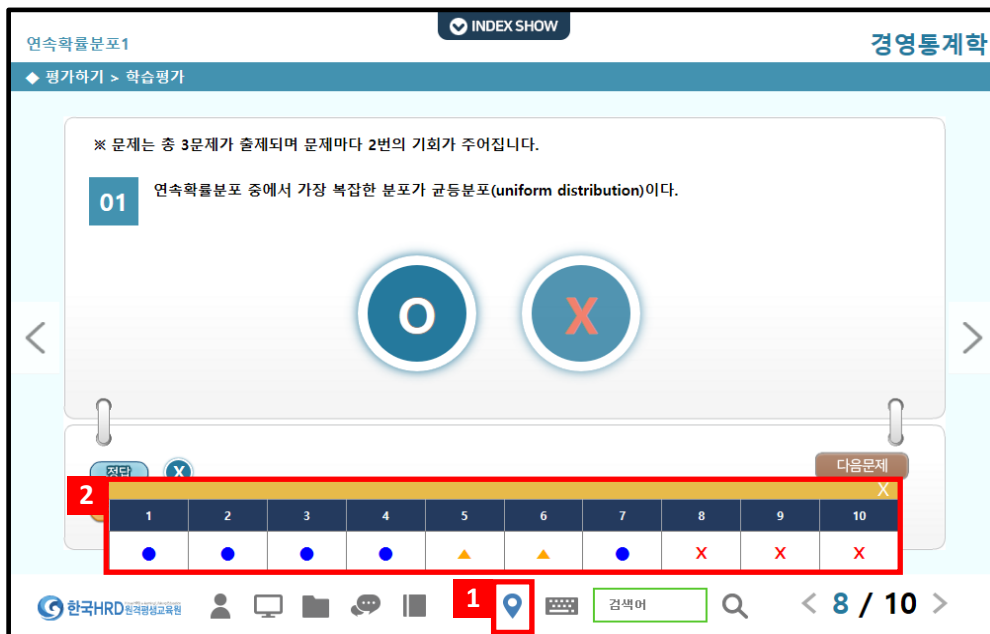 INDEX SHOW
연속확률분포1
경영통계학
◆ 평가하기 > 학습평가
※ 문제는 총 3문제가 출제되며 문제마다 2번의 기회가 주어집니다.
01 연속확률분포 중에서 가장 복잡한 분포가 균등분포(uniform distribution)이다.
O X
정답 X
다음문제
2
X
1 2 3 4 5 6 7 8 9 10
● ● ● ● ▲ ▲ ● X X X
한국HRD 원격평생교육원
1
검색어
< 8 / 10 >